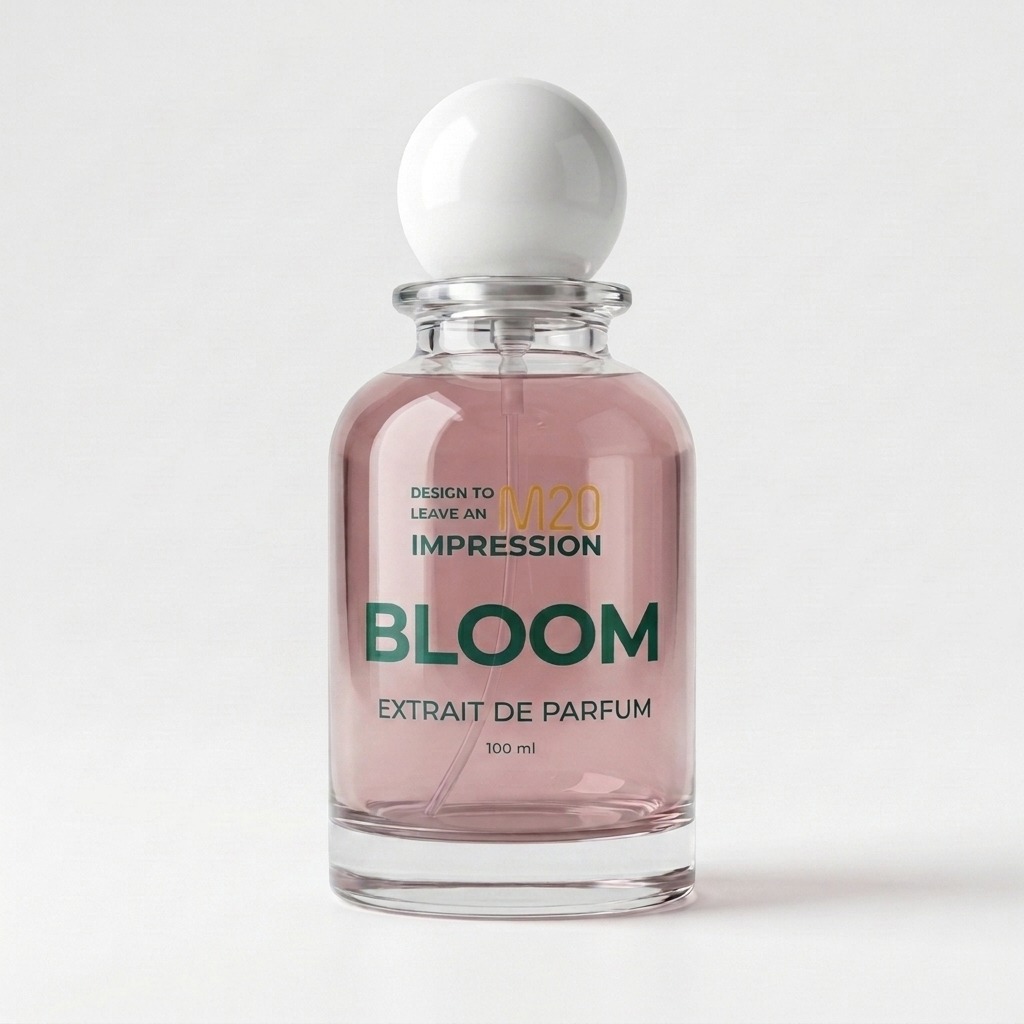 DESIGN TO
LEAVE AN M20
IMPRESSION
BLOOM
EXTRAIT DE PARFUM
100 ml